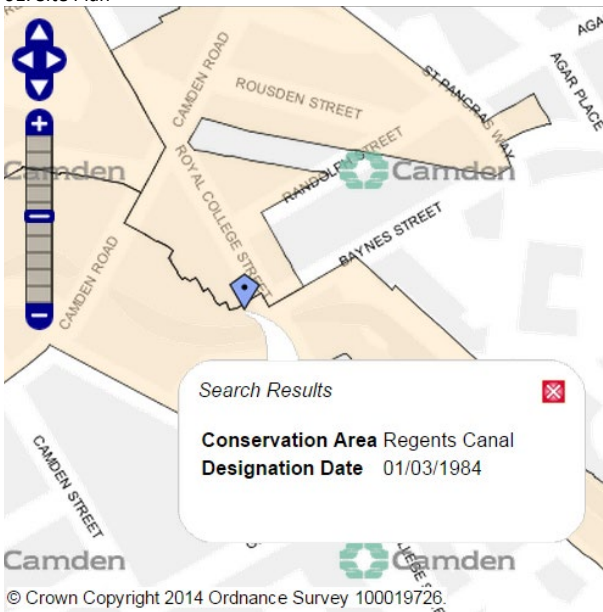 AGA
CAMDEN ROAD
ROUSDEN STREET
ST PANCRAS WAY
AGAR PLACE
Camden
Camden
ROYAL COLLEGE STREET
RANDOLPH STREET
BAYNES STREET
CAMDEN ROAD
Search Results
Conservation Area Regents Canal
Designation Date 01/03/1984
CAMDEN STREET
Camden
Camden
© Crown Copyright 2014 Ordnance Survey 100019726.